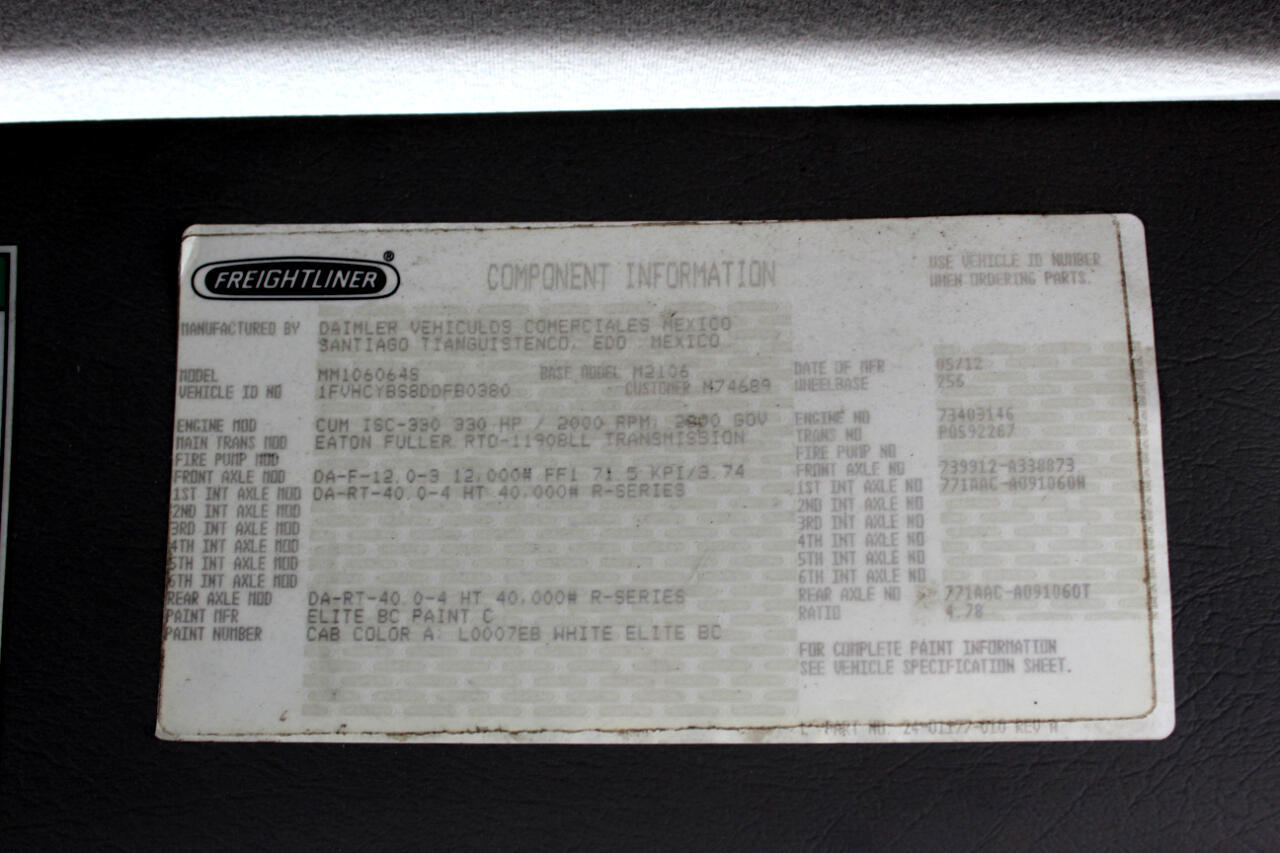 FREIGHTLINER ®
COMPONENT INFORMATION
USE VEHICLE ID NUMBER
WHEN ORDERING PARTS.
MANUFACTURED BY DAIMLER VEHICULOS COMERCIALES MEXICO
SANTIAGO TIANGUISTENCO, EDO. MEXICO
MODEL MM106064S BASE MODEL M2106 DATE OF MFR 05/12
VEHICLE ID NO 1FVHCYBS8DDFB0380 CUSTOMER M74689 WHEELBASE 256
ENGINE MOD CUM ISC-330 330 HP / 2000 RPM; GOV ENGINE NO 73403146
MAIN TRANS MOD EATON FULLER RTO-11908LL TRANSMISSION TRANS NO P0592267
FIRE PUMP MOD FIRE PUMP NO
FRONT AXLE MOD DA-F-12.0-3 12,000# FF1 71.5 KPI/3.74 FRONT AXLE NO 739912-A338873
1ST INT AXLE MOD DA-RT-40.0-4 HT 40,000# R-SERIES 1ST INT AXLE NO 771AAC-A091060H
2ND INT AXLE MOD 2ND INT AXLE NO
3RD INT AXLE MOD 3RD INT AXLE NO
4TH INT AXLE MOD 4TH INT AXLE NO
5TH INT AXLE MOD 5TH INT AXLE NO
6TH INT AXLE MOD 6TH INT AXLE NO
REAR AXLE MOD DA-RT-40.0-4 HT 40,000# R-SERIES REAR AXLE NO 771AAC-A091060T
PAINT MFR ELITE BC PAINT C RATIO 4.78
PAINT NUMBER CAB COLOR A: L0007EB WHITE ELITE BC
FOR COMPLETE PAINT INFORMATION
SEE VEHICLE SPECIFICATION SHEET.
PART NO. 24-01177-010 REV A